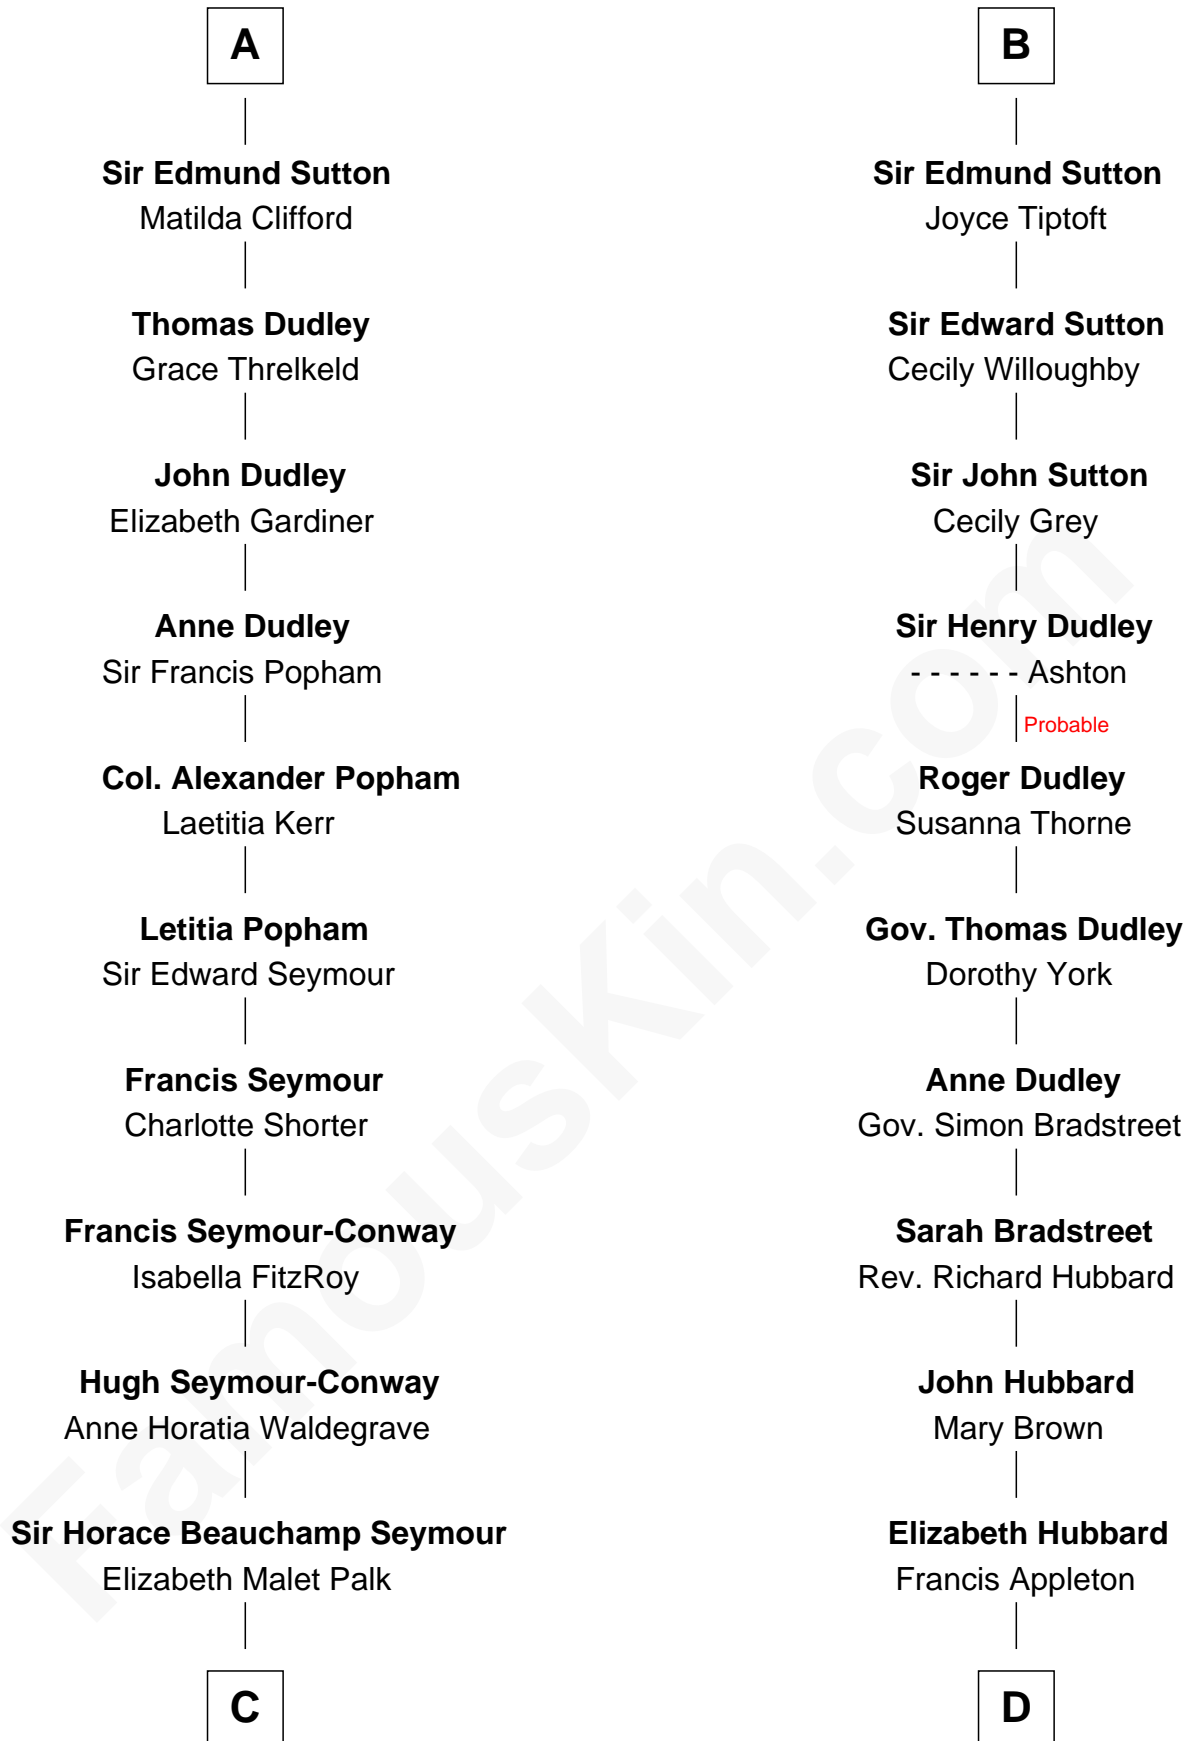 A
Sir Edmund Sutton
Matilda Clifford
Thomas Dudley
Grace Threlkeld
John Dudley
Elizabeth Gardiner
Anne Dudley
Sir Francis Popham
Col. Alexander Popham
Laetitia Kerr
Letitia Popham
Sir Edward Seymour
Francis Seymour
Charlotte Shorter
Francis Seymour-Conway
Isabella FitzRoy
Hugh Seymour-Conway
Anne Horatia Waldegrave
Sir Horace Beauchamp Seymour
Elizabeth Malet Palk
C
B
Sir Edmund Sutton
Joyce Tiptoft
Sir Edward Sutton
Cecily Willoughby
Sir John Sutton
Cecily Grey
Sir Henry Dudley
- - - - - - Ashton
Probable
Roger Dudley
Susanna Thorne
Gov. Thomas Dudley
Dorothy York
Anne Dudley
Gov. Simon Bradstreet
Sarah Bradstreet
Rev. Richard Hubbard
John Hubbard
Mary Brown
Elizabeth Hubbard
Francis Appleton
D
FamousKin.com